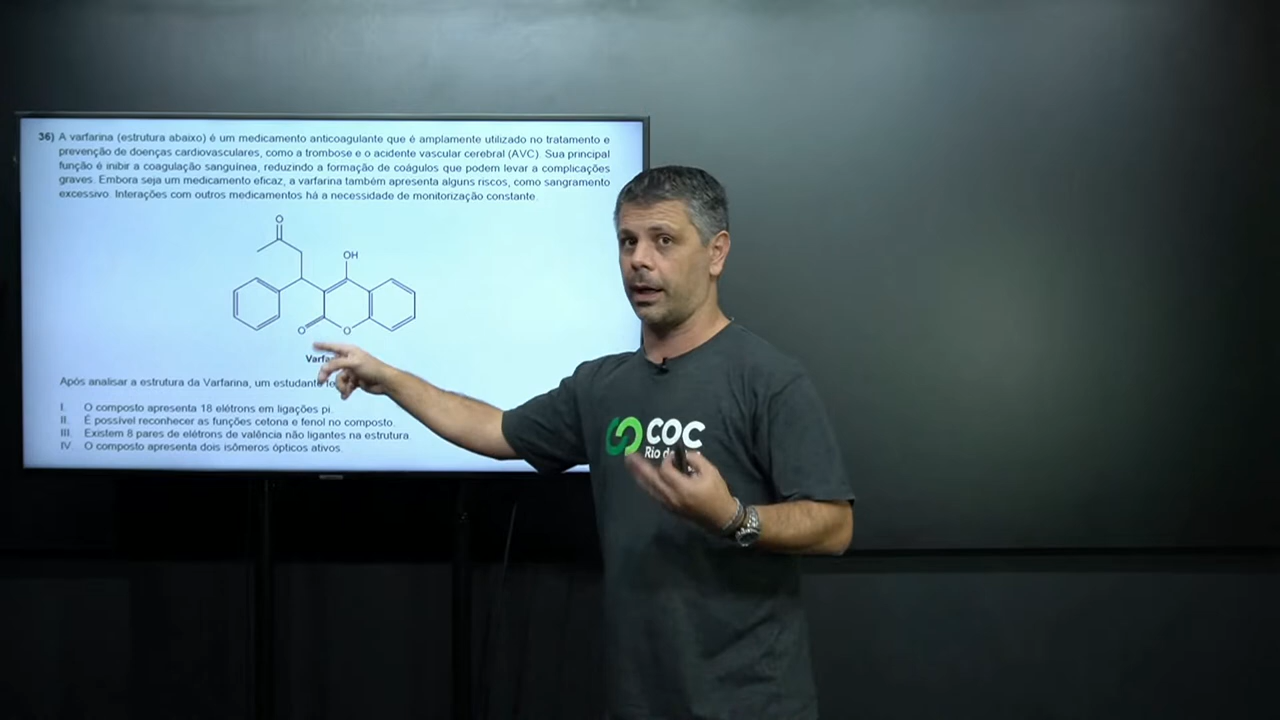 36) A varfarina (estrutura abaixo) é um medicamento anticoagulante que é amplamente utilizado no tratamento e
prevenção de doenças cardiovasculares, como a trombose e o acidente vascular cerebral (AVC). Sua principal
função é inibir a coagulação sanguínea, reduzindo a formação de coágulos que podem levar a complicações
graves. Embora seja um medicamento eficaz, a varfarina também apresenta alguns riscos, como sangramento
excessivo. Interações com outros medicamentos há a necessidade de monitorização constante.
O
OH
O
O
Após analisar a estrutura da Varfarina, um estudante
I. O composto apresenta 18 elétrons em ligações pi.
II. É possível reconhecer as funções cetona e fenol no composto.
III. Existem 8 pares de elétrons de valência não ligantes na estrutura.
IV. O composto apresenta dois isômeros ópticos ativos.
COC
Rio